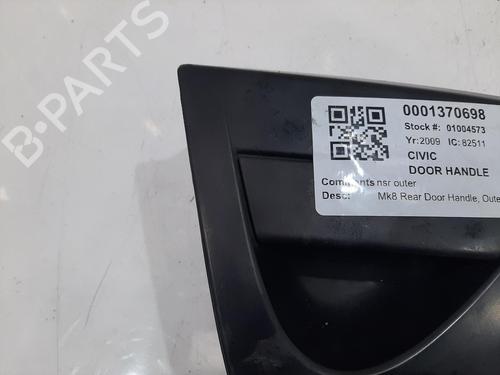 B-PARTS
0001370698
Stock #: 01004573
Yr:2009 IC: 82511
CIVIC
DOOR HANDLE
Comments nsr outer
Desc: Mk8 Rear Door Handle, Oute
B-PARTS